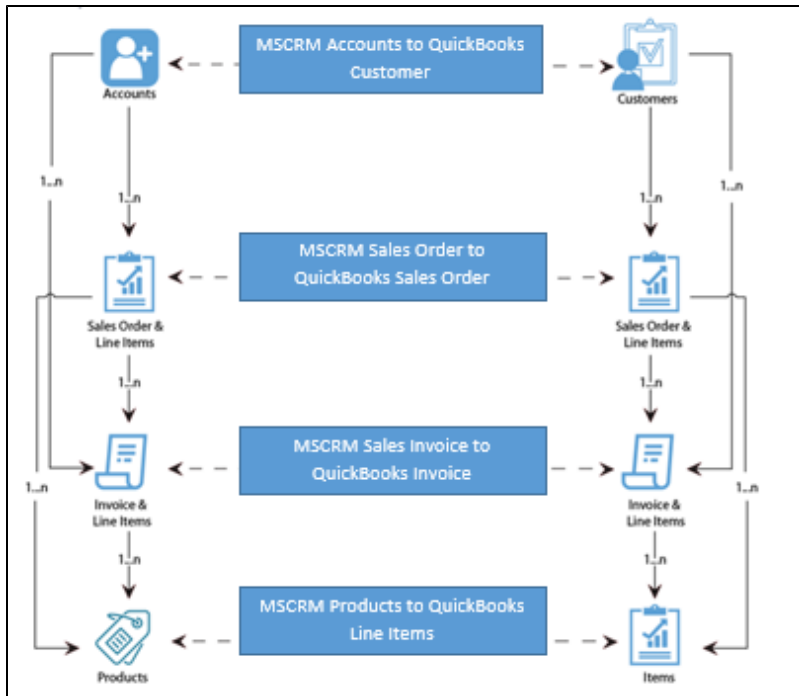 MSCRM Accounts to QuickBooks
Customer
Accounts
Customers
1...n
1...n
1...n
1...n
MSCRM Sales Order to
QuickBooks Sales Order
Sales Order &
Line Items
Sales Order &
Line Items
1...n
1...n
MSCRM Sales Invoice to
QuickBooks Invoice
1...n
1...n
Invoice &
Line Items
Invoice &
Line Items
1...n
1...n
MSCRM Products to QuickBooks
Line Items
Products
Items